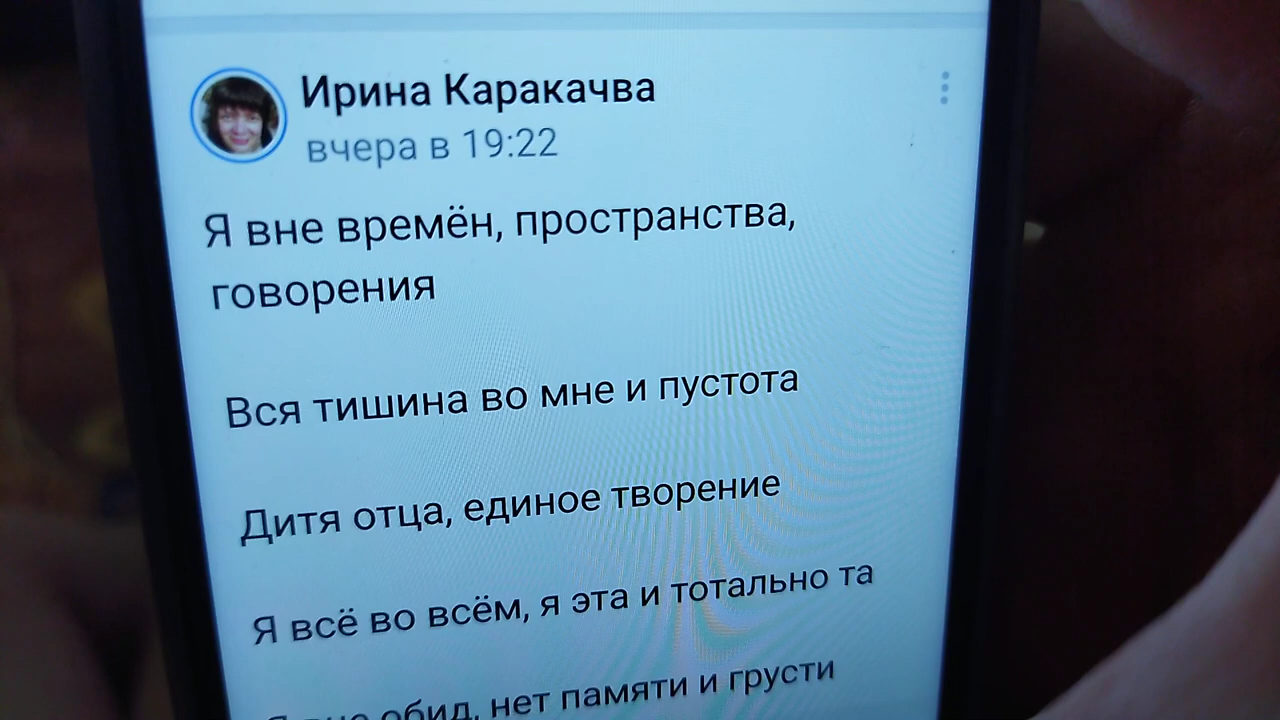 Ирина Каракачва
вчера в 19:22
Я вне времён, пространства,
говорения
Вся тишина во мне и пустота
Дитя отца, единое творение
Я всё во всём, я эта и тотально та
Я вне обид, нет памяти и грусти